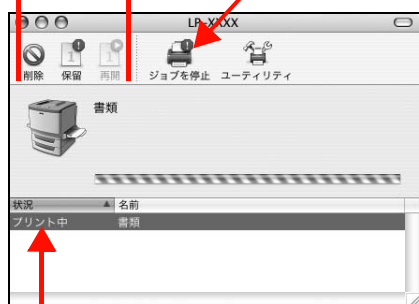 LP-XXXX
削除 保留 再開 ジョブを停止 ユーティリティ
書類
状況 名前
プリント中 書類